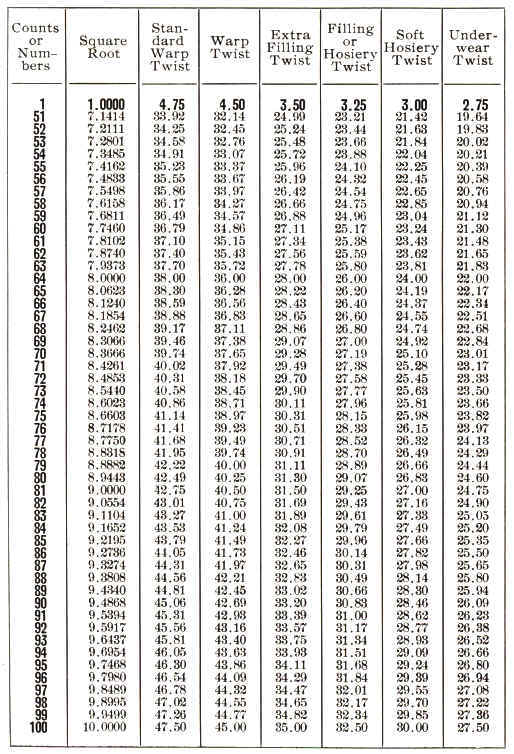 Counts or Num- bers | Square Root | Stan- dard Warp Twist | Warp Twist | Extra Filling Twist | Filling or Hosiery Twist | Soft Hosiery Twist | Under- wear Twist
1 1.0000 4.75 4.50 3.50 3.25 3.00 2.75
51 7.1414 33.92 32.14 24.99 23.21 21.42 19.64
52 7.2111 34.25 32.45 25.24 23.44 21.63 19.83
53 7.2801 34.58 32.76 25.48 23.66 21.84 20.02
54 7.3485 34.91 33.07 25.72 23.88 22.04 20.21
55 7.4162 35.23 33.37 25.96 24.10 22.25 20.39
56 7.4833 35.55 33.67 26.19 24.32 22.45 20.58
57 7.5498 35.86 33.97 26.42 24.54 22.65 20.76
58 7.6158 36.17 34.27 26.66 24.75 22.85 20.94
59 7.6811 36.49 34.57 26.88 24.96 23.04 21.12
60 7.7460 36.79 34.86 27.11 25.17 23.24 21.30
61 7.8102 37.10 35.15 27.34 25.38 23.43 21.48
62 7.8740 37.40 35.43 27.56 25.59 23.62 21.65
63 7.9373 37.70 35.72 27.78 25.80 23.81 21.83
64 8.0000 38.00 36.00 28.00 26.00 24.00 22.00
65 8.0623 38.30 36.28 28.22 26.20 24.19 22.17
66 8.1240 38.59 36.56 28.43 26.40 24.37 22.34
67 8.1854 38.88 36.83 28.65 26.60 24.55 22.51
68 8.2462 39.17 37.11 28.86 26.80 24.74 22.68
69 8.3066 39.46 37.38 29.07 27.00 24.92 22.84
70 8.3666 39.74 37.65 29.28 27.19 25.10 23.01
71 8.4261 40.02 37.92 29.49 27.38 25.28 23.17
72 8.4853 40.31 38.18 29.70 27.58 25.45 23.33
73 8.5440 40.58 38.45 29.90 27.77 25.63 23.50
74 8.6023 40.86 38.71 30.11 27.96 25.81 23.66
75 8.6603 41.14 38.97 30.31 28.15 25.98 23.82
76 8.7178 41.41 39.23 30.51 28.33 26.15 23.97
77 8.7750 41.68 39.49 30.71 28.52 26.32 24.13
78 8.8318 41.95 39.74 30.91 28.70 26.49 24.29
79 8.8882 42.22 40.00 31.11 28.89 26.66 24.44
80 8.9443 42.49 40.25 31.30 29.07 26.83 24.60
81 9.0000 42.75 40.50 31.50 29.25 27.00 24.75
82 9.0554 43.01 40.75 31.69 29.43 27.16 24.90
83 9.1104 43.27 41.00 31.89 29.61 27.33 25.05
84 9.1652 43.53 41.24 32.08 29.79 27.49 25.20
85 9.2195 43.79 41.49 32.27 29.96 27.66 25.35
86 9.2736 44.05 41.73 32.46 30.14 27.82 25.50
87 9.3274 44.31 41.97 32.65 30.31 27.98 25.65
88 9.3808 44.56 42.21 32.83 30.49 28.14 25.80
89 9.4340 44.81 42.45 33.02 30.66 28.30 25.94
90 9.4868 45.06 42.69 33.20 30.83 28.46 26.09
91 9.5394 45.31 42.93 33.39 31.00 28.62 26.23
92 9.5917 45.56 43.16 33.57 31.17 28.77 26.38
93 9.6437 45.81 43.40 33.75 31.34 28.93 26.52
94 9.6954 46.05 43.63 33.93 31.51 29.09 26.66
95 9.7468 46.30 43.86 34.11 31.68 29.24 26.80
96 9.7980 46.54 44.09 34.29 31.84 29.39 26.94
97 9.8489 46.78 44.32 34.47 32.01 29.55 27.08
98 9.8995 47.02 44.55 34.65 32.17 29.70 27.22
99 9.9499 47.26 44.77 34.82 32.34 29.85 27.36
100 10.0000 47.50 45.00 35.00 32.50 30.00 27.50